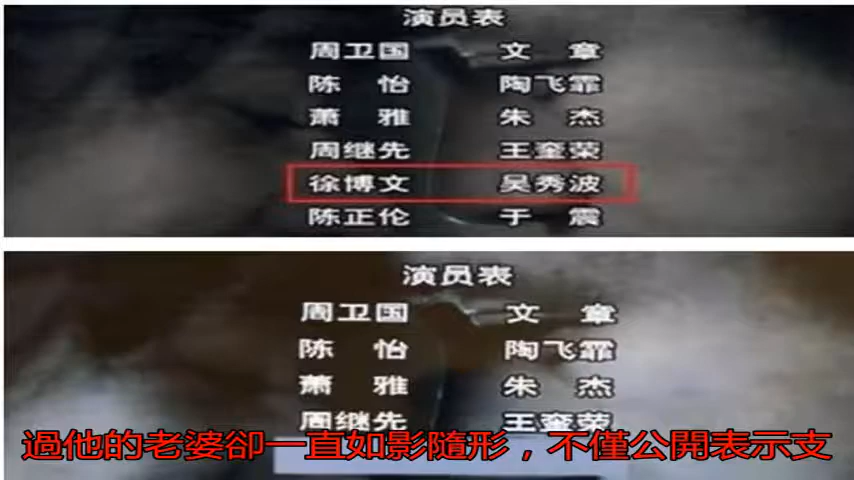 演员表
周卫国 文 章
陈 怡 陶飞霏
萧 雅 朱 杰
周继先 王奎荣
徐博文 吴秀波
陈正伦 于 震
演员表
周卫国 文 章
陈 怡 陶飞霏
萧 雅 朱 杰
周继先 王奎荣
過他的老婆卻一直如影隨形，不僅公開表示支